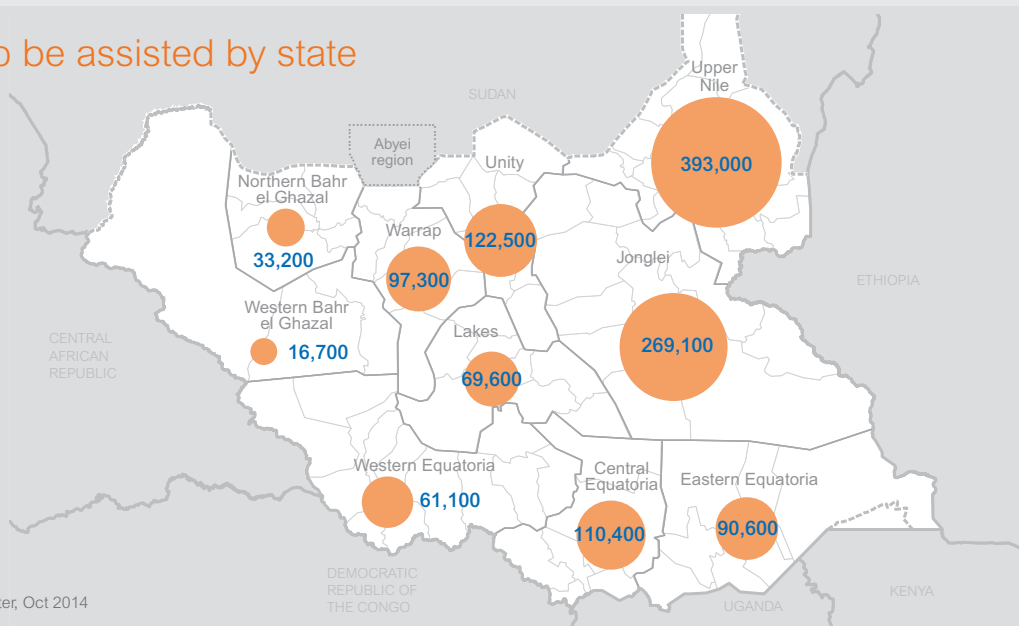 be assisted by state
Upper
Nile
SUDAN
Abyei
region
Unity
393,000
Northern Bahr
el Ghazal
Warrap
122,500
33,200
97,300
Jonglei
ETHIOPIA
Western Bahr
el Ghazal
CENTRAL
AFRICAN
REPUBLIC
16,700
Lakes
269,100
69,600
Western Equatoria
61,100
Central
Equatoria
Eastern Equatoria
110,400
90,600
DEMOCRATIC
REPUBLIC OF
THE CONGO
UGANDA
KENYA
Oct 2014